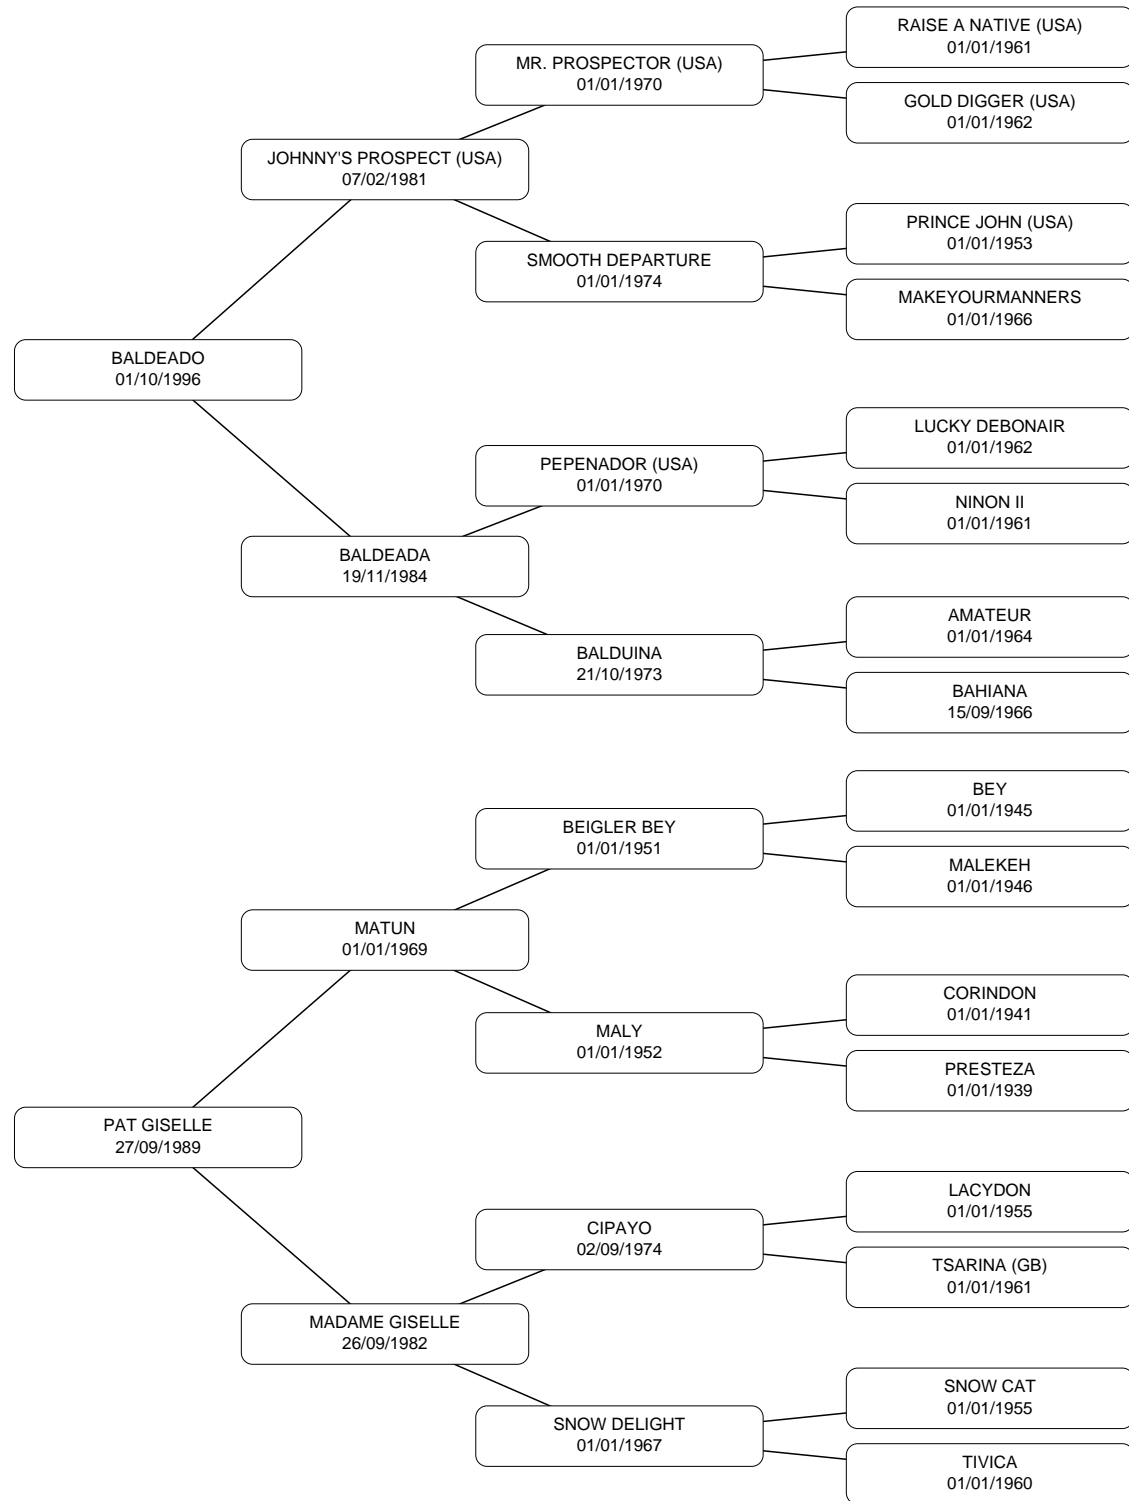 RAISE A NATIVE (USA)
01/01/1961
MR. PROSPECTOR (USA)
01/01/1970
GOLD DIGGER (USA)
01/01/1962
JOHNNY'S PROSPECT (USA)
07/02/1981
PRINCE JOHN (USA)
01/01/1953
SMOOTH DEPARTURE
01/01/1974
MAKEYOURMANNERS
01/01/1966
BALDEADO
01/10/1996
LUCKY DEBONAIR
01/01/1962
PEPENADOR (USA)
01/01/1970
NINON II
01/01/1961
BALDEADA
19/11/1984
AMATEUR
01/01/1964
BALDUINA
21/10/1973
BAHIANA
15/09/1966
BEY
01/01/1945
BEIGLER BEY
01/01/1951
MALEKEH
01/01/1946
MATUN
01/01/1969
CORINDON
01/01/1941
MALY
01/01/1952
PRESTEZA
01/01/1939
PAT GISELLE
27/09/1989
LACYDON
01/01/1955
CIPAYO
02/09/1974
TSARINA (GB)
01/01/1961
MADAME GISELLE
26/09/1982
SNOW CAT
01/01/1955
SNOW DELIGHT
01/01/1967
TIVICA
01/01/1960